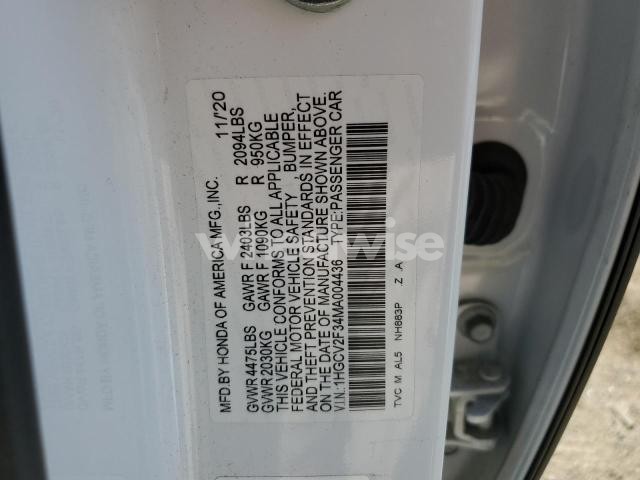 MFD.BY HONDA OF AMERICA MFG.,INC. 11/'20
GVWR 4475LBS GAWR F 2403LBS R 2094LBS
GVWR 2030KG GAWR F 1090KG R 950KG
THIS VEHICLE CONFORMS TO ALL APPLICABLE
FEDERAL MOTOR VEHICLE SAFETY , BUMPER,
AND THEFT PREVENTION STANDARDS IN EFFECT
ON THE DATE OF MANUFACTURE SHOWN ABOVE.
V.I.N.:1HGCV2F34MA004436 TYPE:PASSENGER CAR
TVC M AL5 NH883P .Z .A